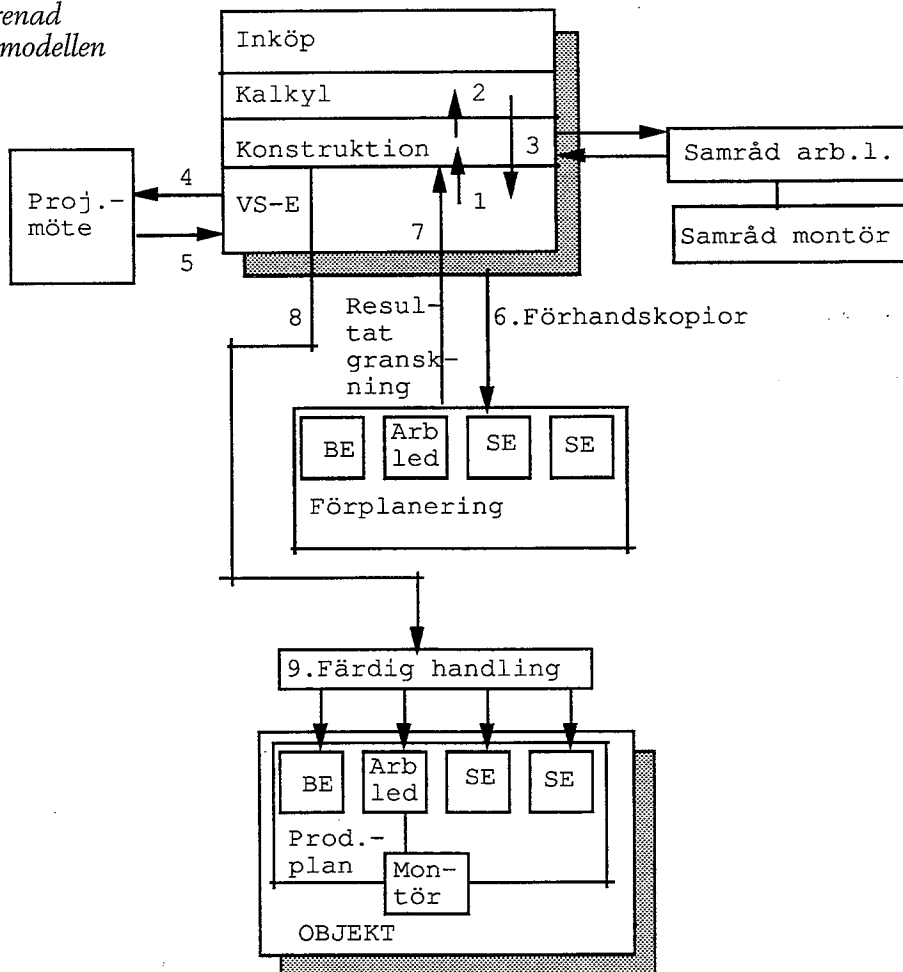 modellen
Inköp
Kalkyl
2
Konstruktion
3
VS-E
1
7
4
Proj.-
möte
5
Samråd arb.l.
Samråd montör
8
Resul-
tat
gransk-
ning
6.Förhandskopior
BE
Arb
led
SE
SE
Förplanering
9.Färdig handling
BE
Arb
led
SE
SE
Prod.-
plan
Mon-
tör
OBJEKT